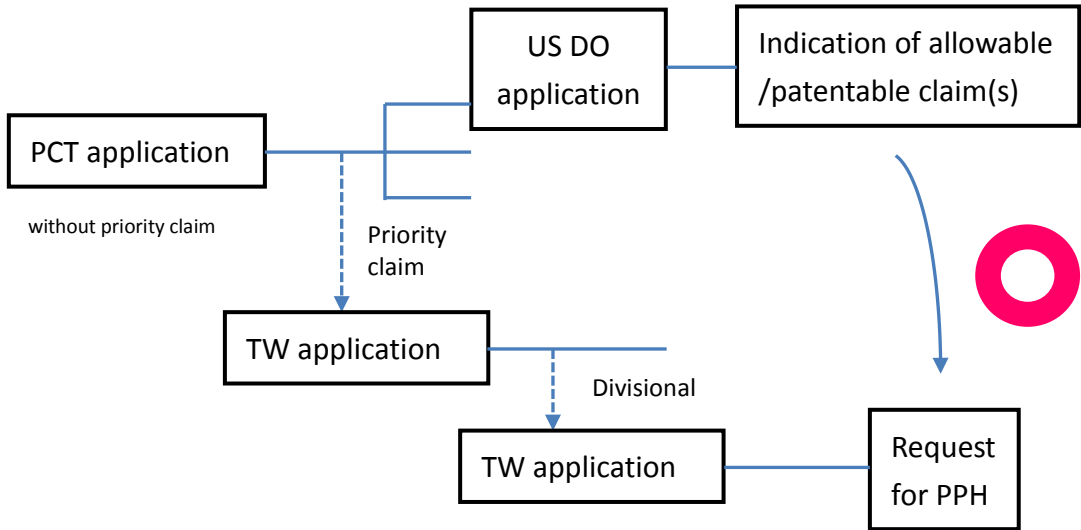 US DO
application
Indication of allowable
/patentable claim(s)
PCT application
without priority claim
Priority
claim
TW application
Divisional
TW application
Request
for PPH